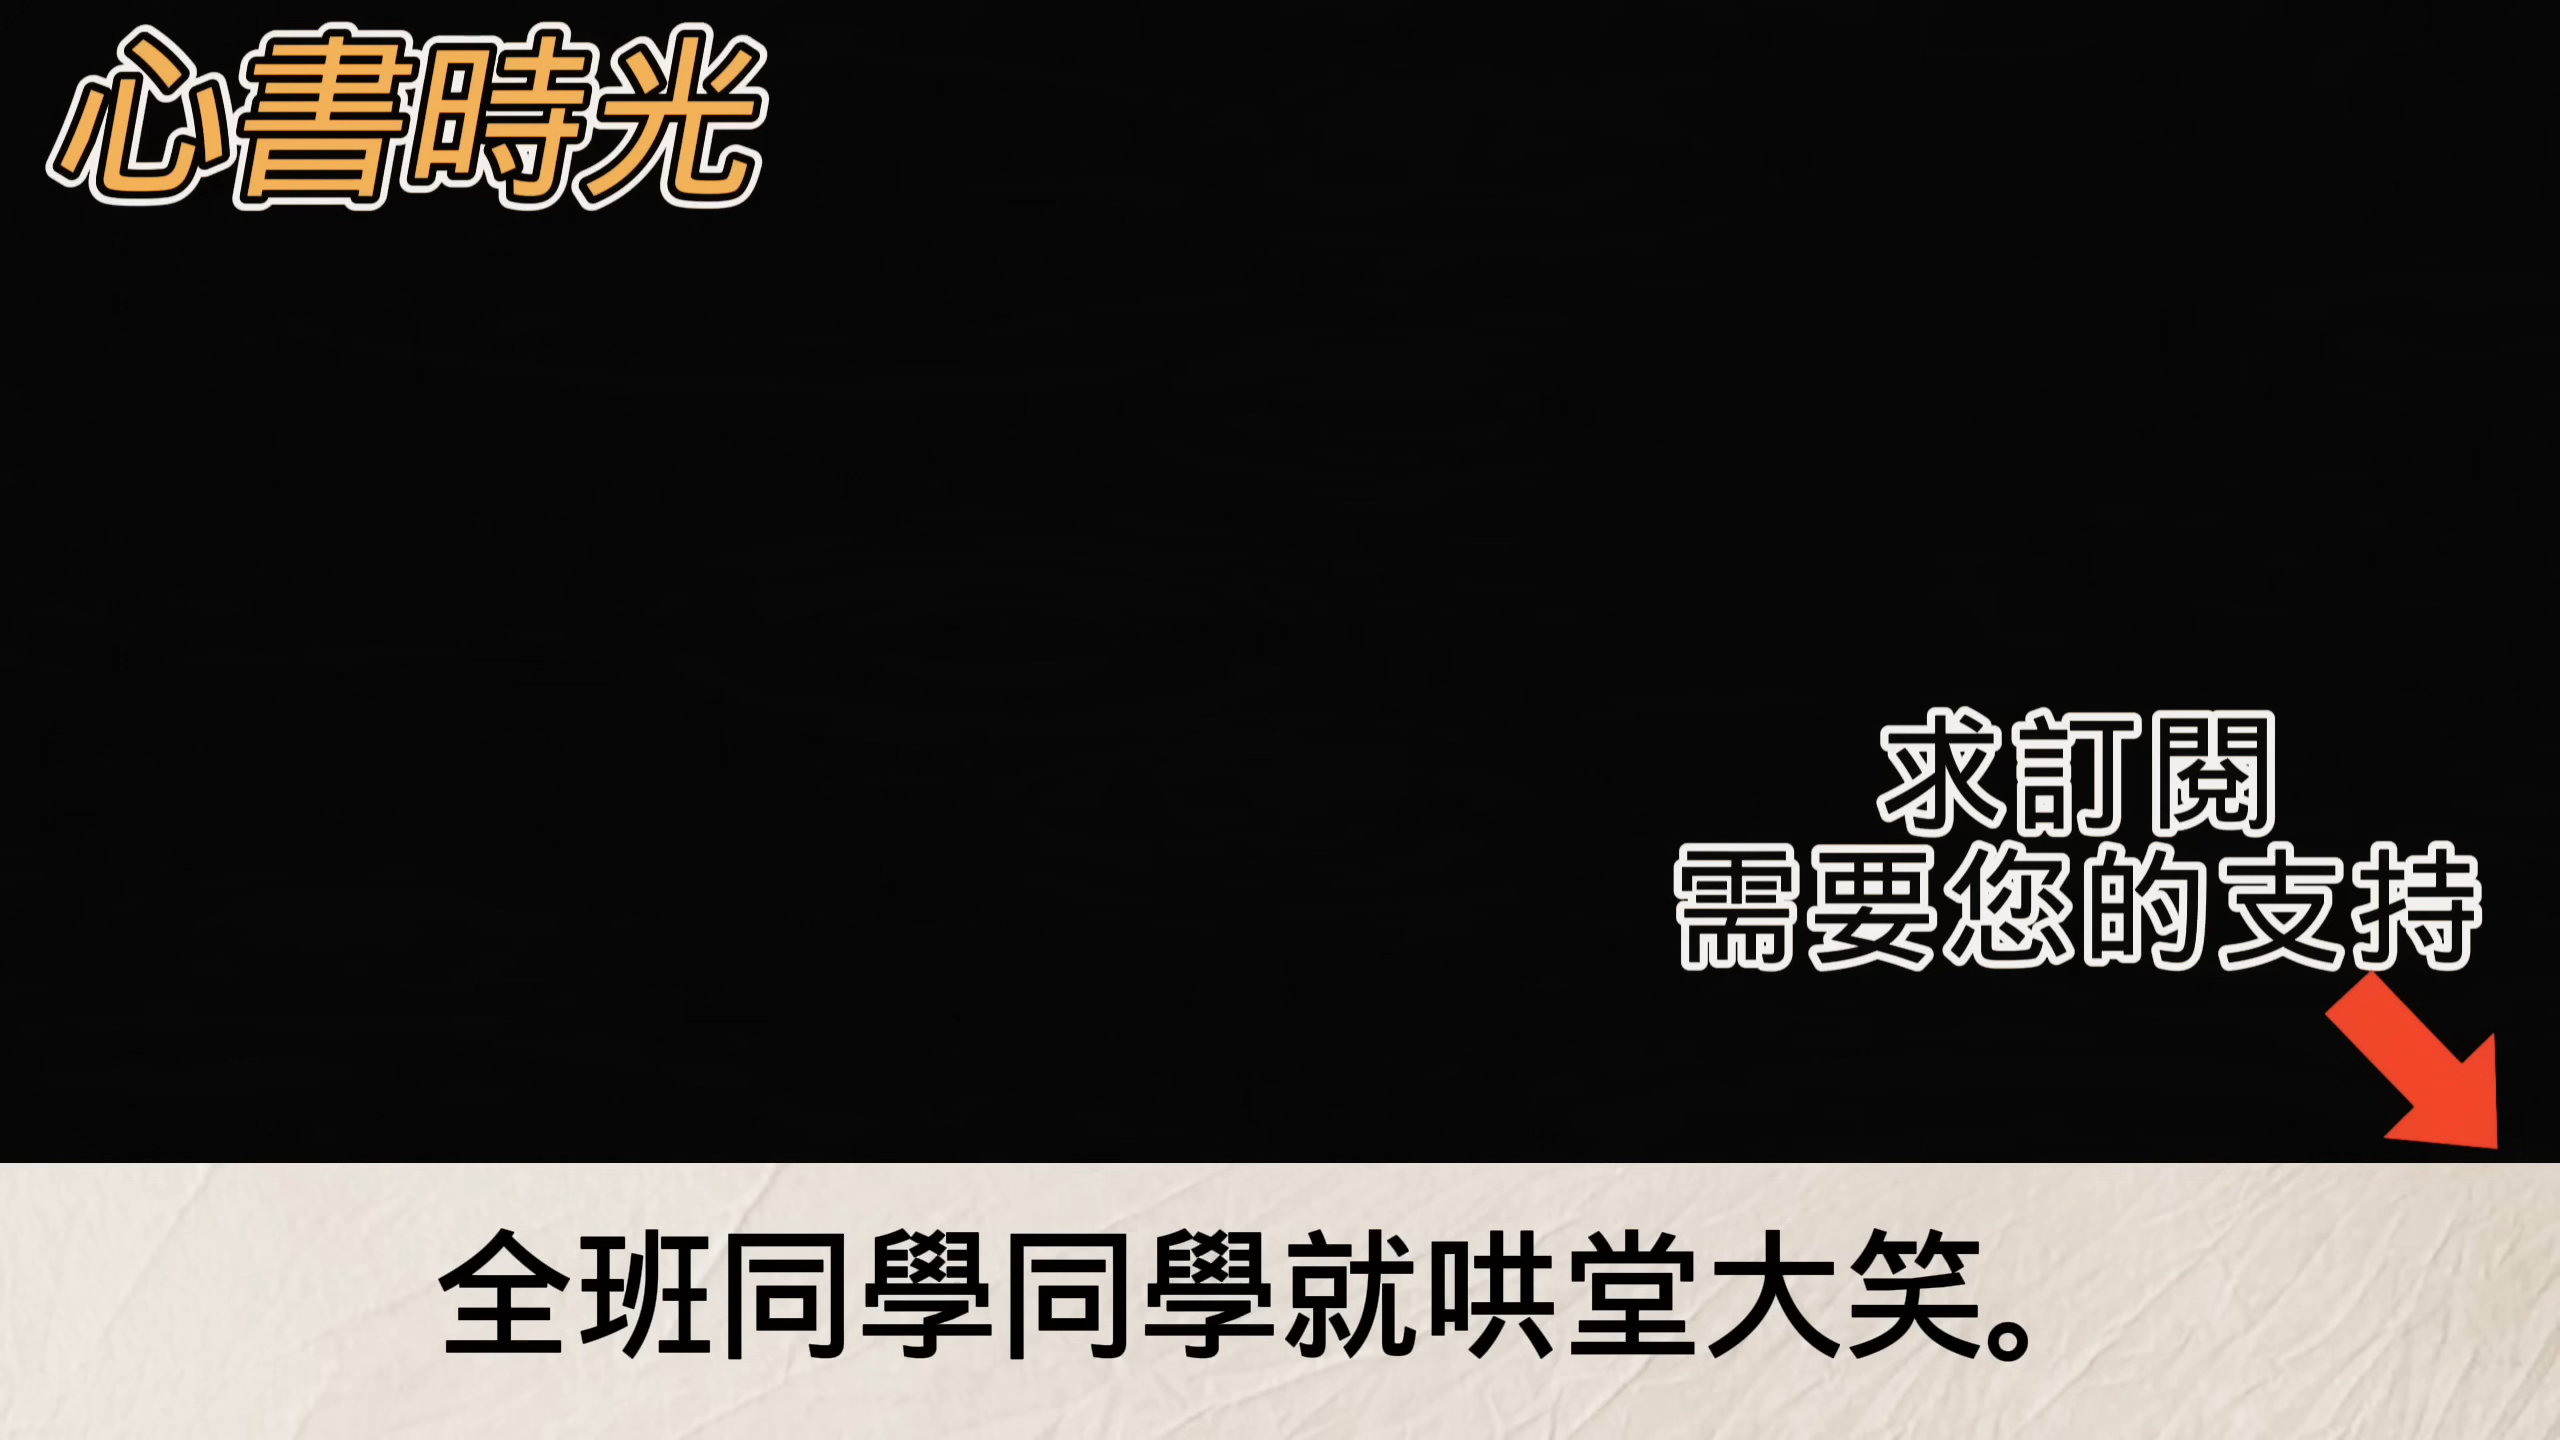 心書時光
求訂閱
需要您的支持
全班同學同學就哄堂大笑。